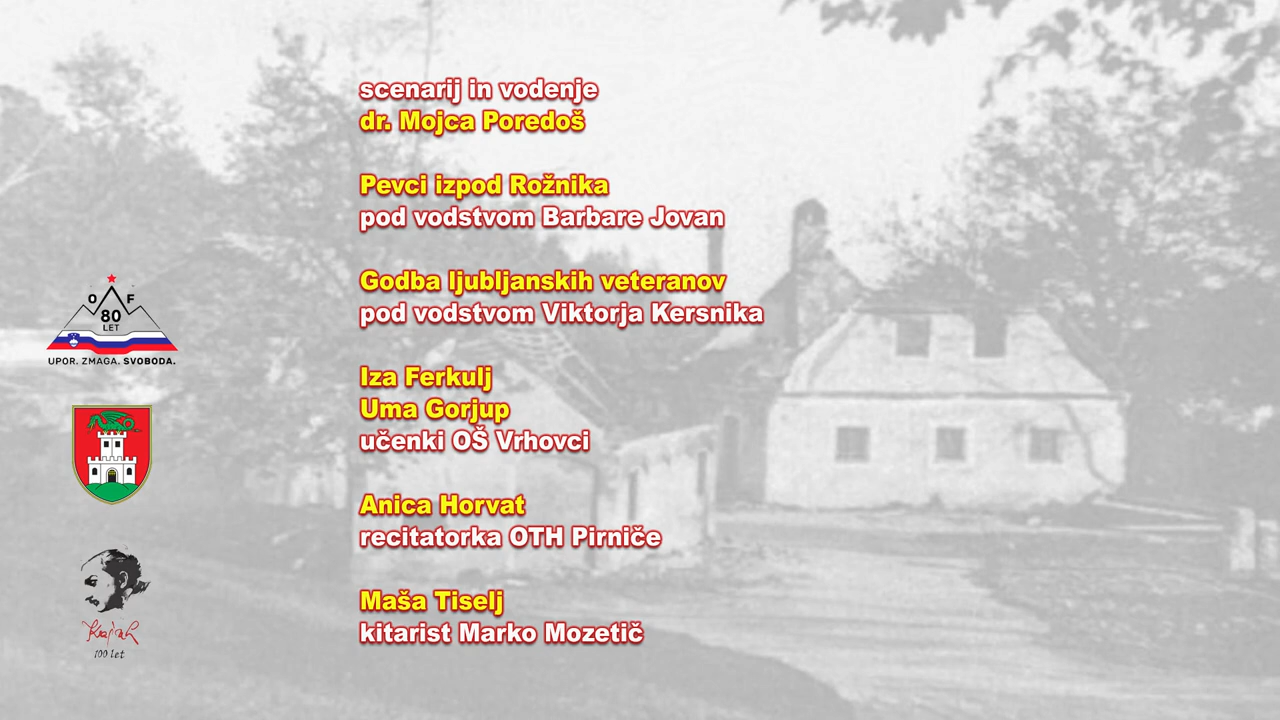 scenarij in vodenje
dr. Mojca Poredoš
Pevci izpod Rožnika
pod vodstvom Barbare Jovan
Godba ljubljanskih veteranov
pod vodstvom Viktorja Kersnika
Iza Ferkulj
Uma Gorjup
učenki OŠ Vrhovci
Anica Horvat
recitatorka OTH Pirniče
Maša Tiselj
kitarist Marko Mozetič
O F
80
LET
UPOR. ZMAGA. SVOBODA.
100 let